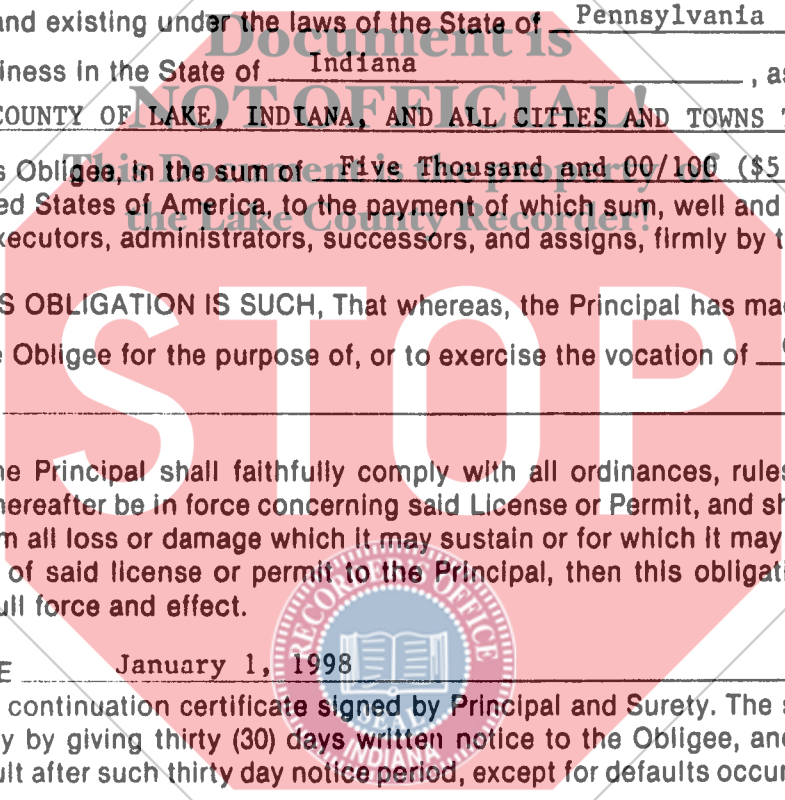 and existing under the laws of the State of Pennsylvania
iness in the State of Indiana , as
COUNTY OF LAKE, INDIANA, AND ALL CITIES AND TOWNS
s Obligee, in the sum of Five Thousand and 00/100 ($5
ed States of America, to the payment of which sum, well and
xecutors, administrators, successors, and assigns, firmly by t
Document is
NOT OFFICIAL!
This Document is the property of
the Lake County Recorder!
S OBLIGATION IS SUCH, That whereas, the Principal has mad
e Obligee for the purpose of, or to exercise the vocation of
STOP
he Principal shall faithfully comply with all ordinances, rules
hereafter be in force concerning said License or Permit, and sh
m all loss or damage which it may sustain or for which it may
of said license or permit to the Principal, then this obligati
ull force and effect.
E January 1, 1998
continuation certificate signed by Principal and Surety. The s
y by giving thirty (30) days written notice to the Obligee, and
ult after such thirty day notice period, except for defaults occur
RECORDER'S OFFICE
SEAL
INDIANA